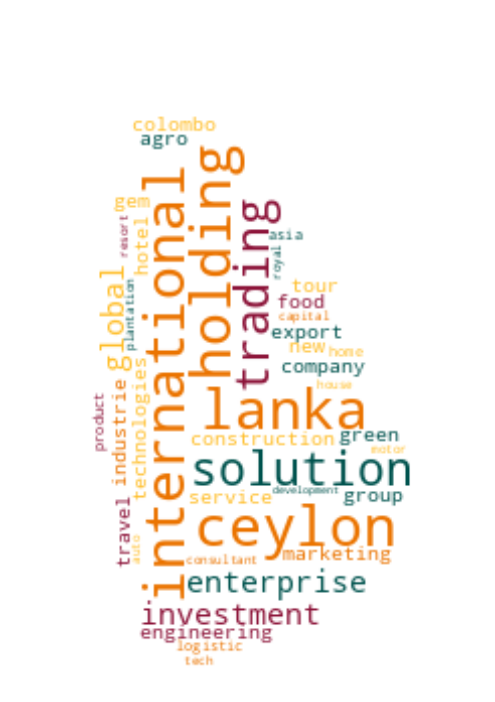 colombo
agro
international
holding
gem
trading
resort
hotel
asia
royal
global
plantation
tour
food
capital
export
new
home
company
technologies
house
industrie
product
lanka
construction
green
motor
solution
development
service
group
travel
ceylon
auto
marketing
consultant
enterprise
investment
engineering
logistic
tech